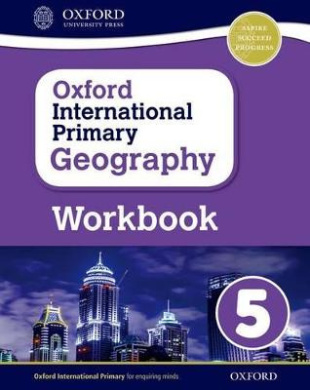 OXFORD
UNIVERSITY PRESS
ASPIRE
SUCCEED
PROGRESS
Oxford
International
Primary
Geography
Workbook
5
Oxford International Primary for enquiring minds
OXFORD